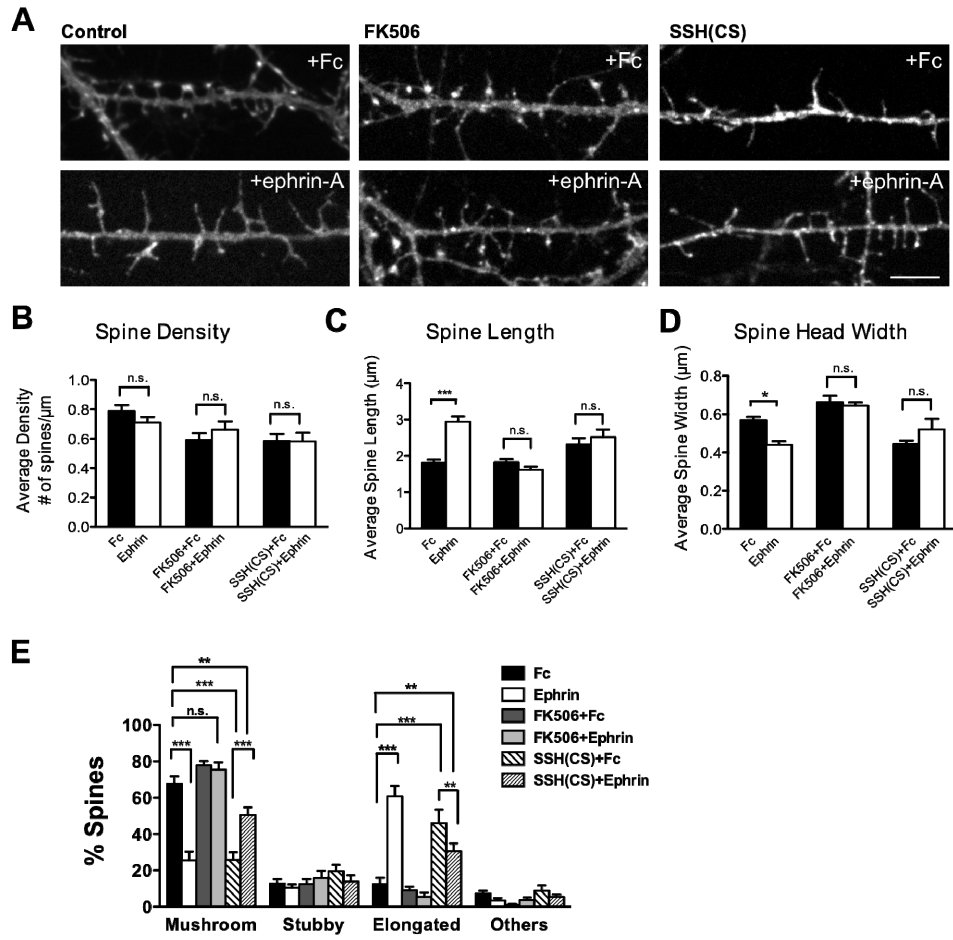 A
Control
FK506
SSH(CS)
+Fc
+Fc
+Fc
+ephrin-A
+ephrin-A
+ephrin-A
B
Spine Density
Average Density
# of spines/µm
1.0
0.8
0.6
0.4
0.2
0.0
n.s.
n.s.
n.s.
Fc
Ephrin
FK506+Fc
FK506+Ephrin
SSH(CS)+Fc
SSH(CS)+Ephrin
C
Spine Length
Average Spine Length (µm)
4
3
2
1
0
***
n.s.
n.s.
Fc
Ephrin
FK506+Fc
FK506+Ephrin
SSH(CS)+Fc
SSH(CS)+Ephrin
D
Spine Head Width
Average Spine Width (µm)
0.8
0.6
0.4
0.2
0.0
*
n.s.
n.s.
Fc
Ephrin
FK506+Fc
FK506+Ephrin
SSH(CS)+Fc
SSH(CS)+Ephrin
E
% Spines
100
80
60
40
20
0
**
***
n.s.
***
***
**
***
***
**
Mushroom
Stubby
Elongated
Others
Fc
Ephrin
FK506+Fc
FK506+Ephrin
SSH(CS)+Fc
SSH(CS)+Ephrin